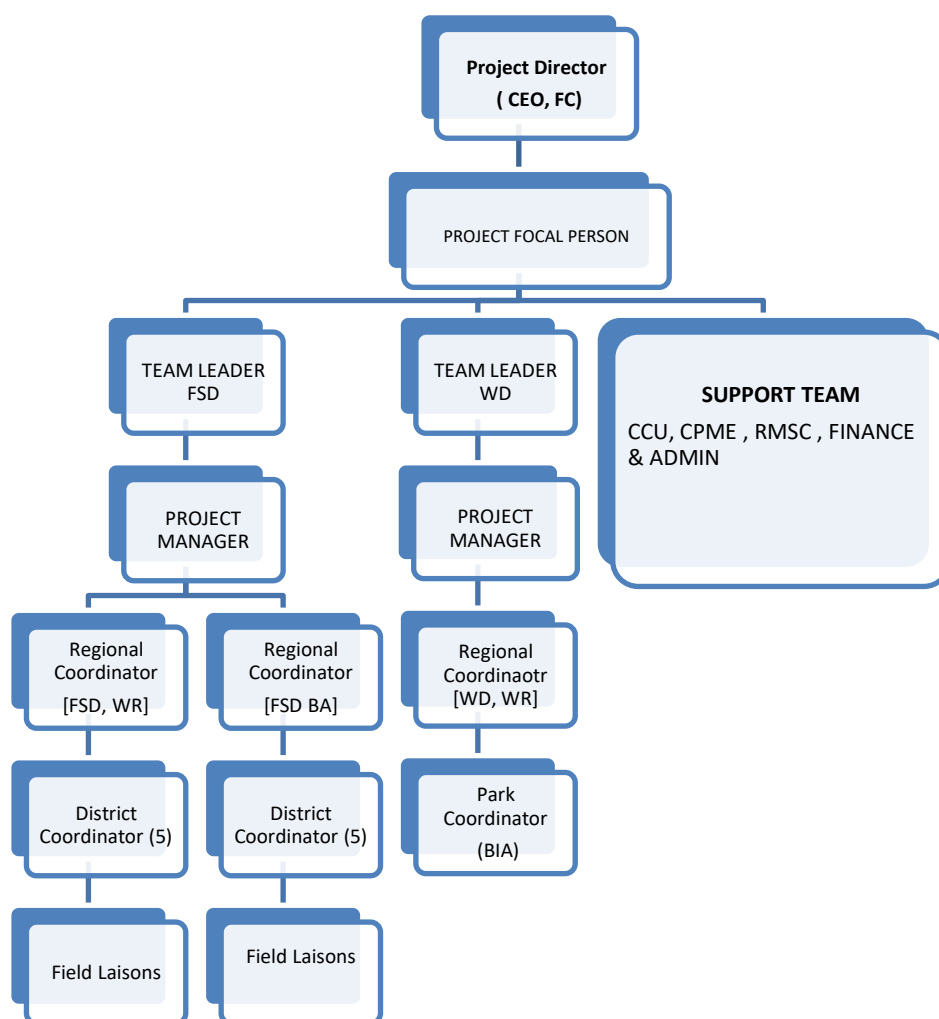 Project Director
( CEO, FC)
PROJECT FOCAL PERSON
TEAM LEADER
FSD
TEAM LEADER
WD
SUPPORT TEAM
CCU, CPME , RMSC , FINANCE
& ADMIN
PROJECT
MANAGER
PROJECT
MANAGER
Regional
Coordinator
[FSD, WR]
Regional
Coordinator
[FSD BA]
Regional
Coordinaotr
[WD, WR]
District
Coordinator (5)
District
Coordinator (5)
Park
Coordinator
(BIA)
Field Laisons
Field Laisons